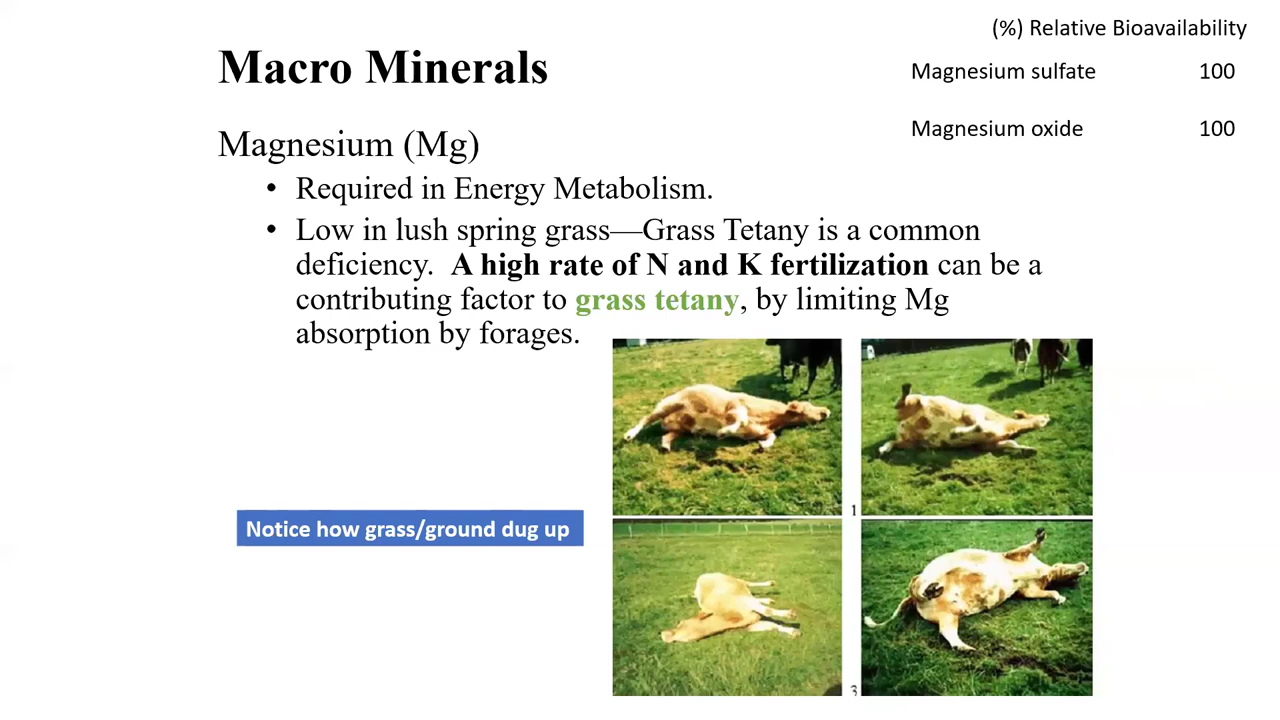 (%) Relative Bioavailability
Macro Minerals
Magnesium sulfate 100
Magnesium oxide 100
Magnesium (Mg)
• Required in Energy Metabolism.
• Low in lush spring grass—Grass Tetany is a common
deficiency. A high rate of N and K fertilization can be a
contributing factor to grass tetany, by limiting Mg
absorption by forages.
1
Notice how grass/ground dug up
3